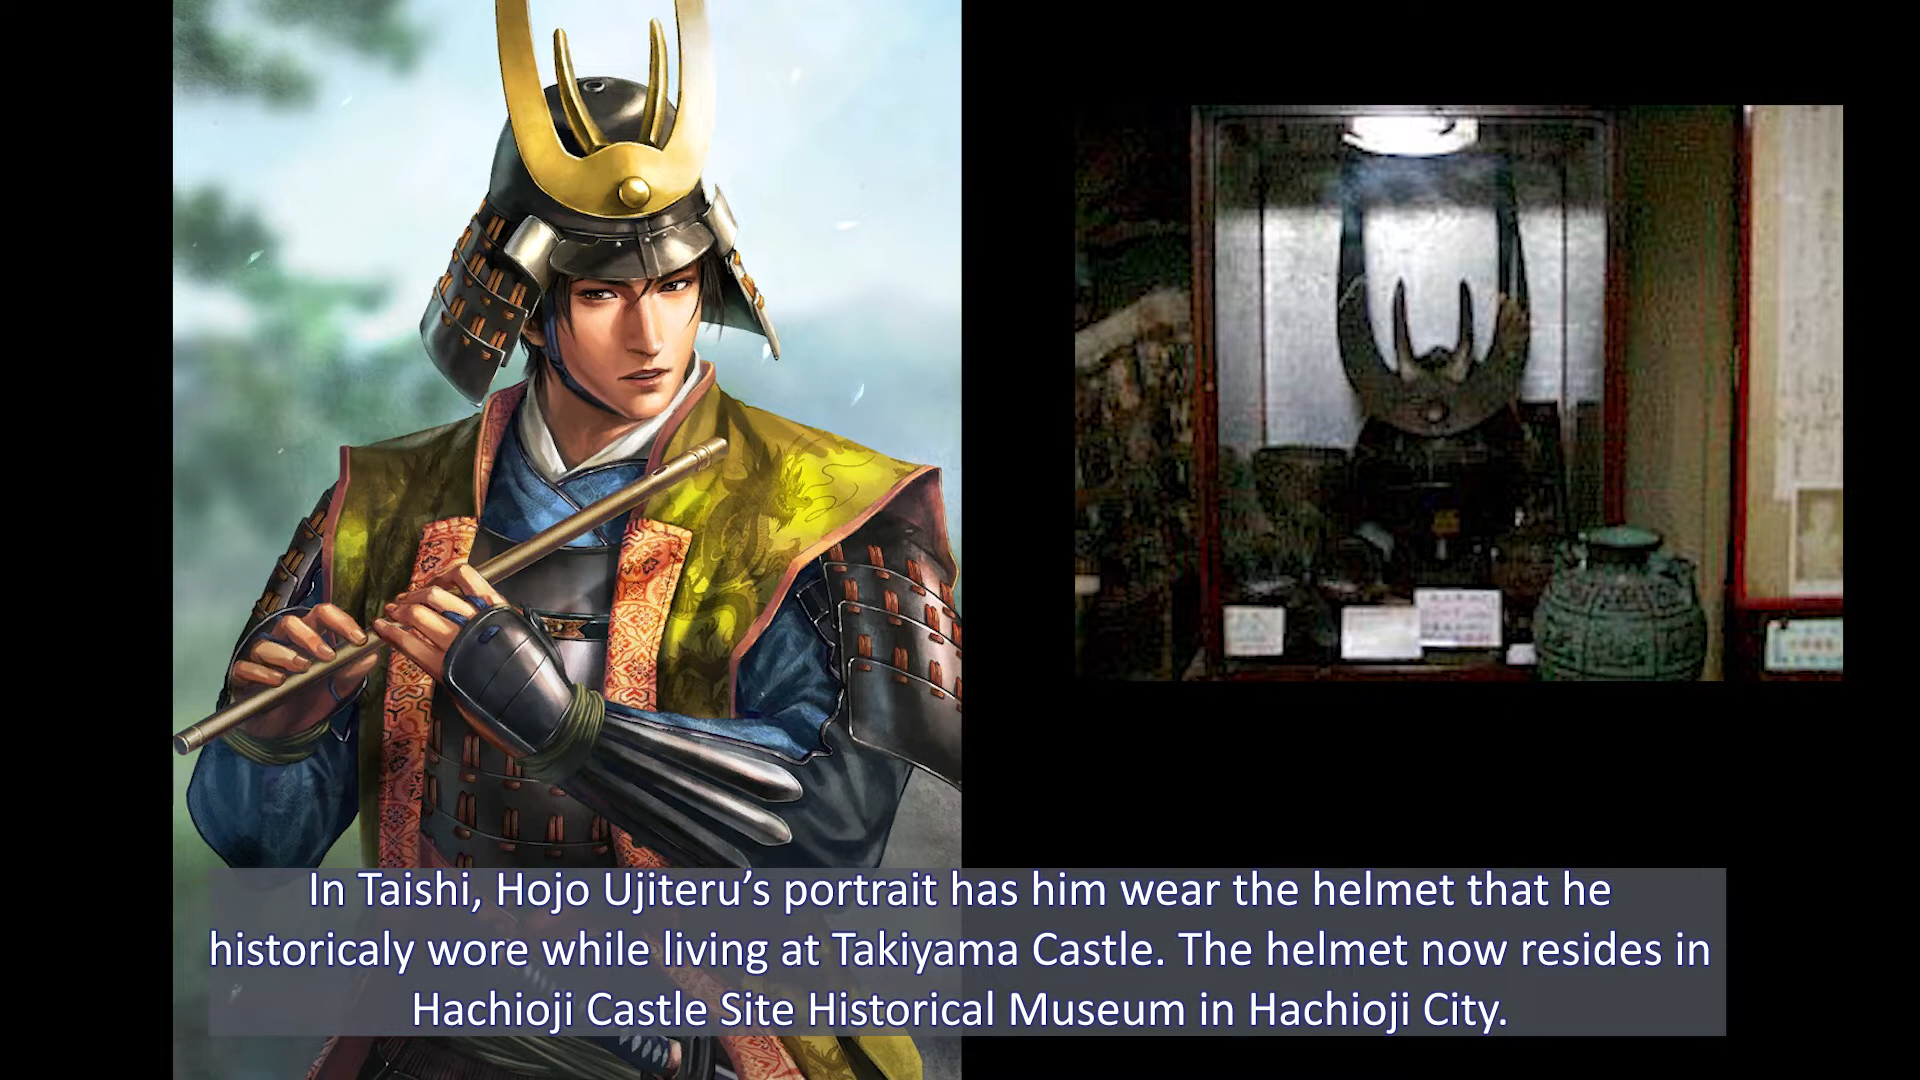 In Taishi, Hojo Ujiteru’s portrait has him wear the helmet that he
historicaly wore while living at Takiyama Castle. The helmet now resides in
Hachioji Castle Site Historical Museum in Hachioji City.